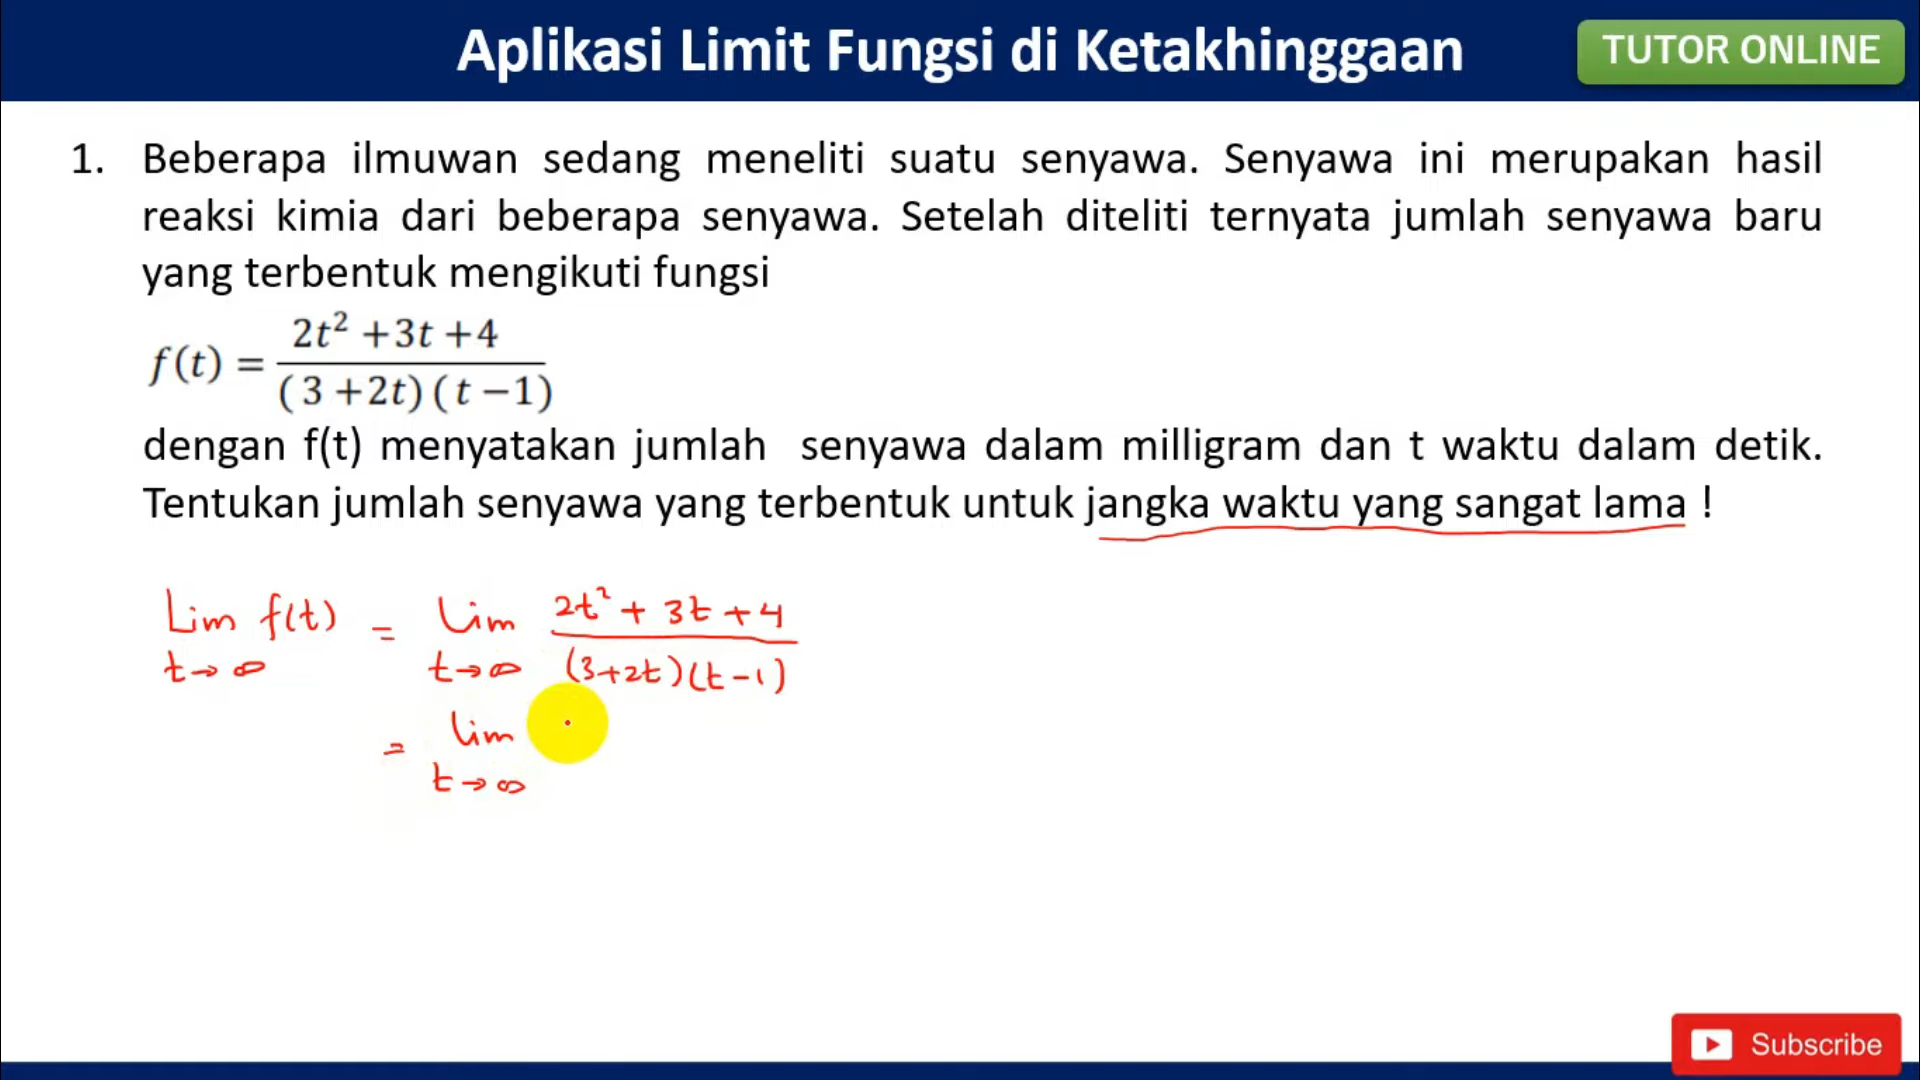 Aplikasi Limit Fungsi di Ketakhinggaan
TUTOR ONLINE
1. Beberapa ilmuwan sedang meneliti suatu senyawa. Senyawa ini merupakan hasil
reaksi kimia dari beberapa senyawa. Setelah diteliti ternyata jumlah senyawa baru
yang terbentuk mengikuti fungsi
2t² +3t +4
f(t) =
(3 +2t) (t −1)
dengan f(t) menyatakan jumlah senyawa dalam milligram dan t waktu dalam detik.
Tentukan jumlah senyawa yang terbentuk untuk jangka waktu yang sangat lama !
Lim f(t) = Lim 2t² + 3t + 4
t→∞ t→∞ (3+2t)(t−1)
= lim
t→∞
Subscribe